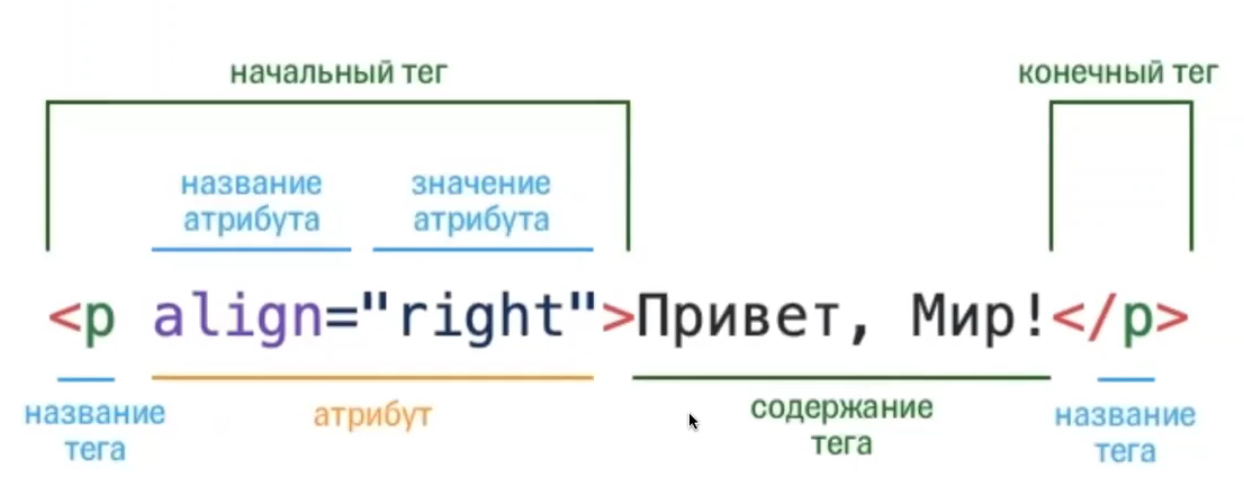 начальный тег
конечный тег
название
атрибута
значение
атрибута
<p align="right">Привет, Мир!</p>
название
тега
атрибут
содержание
тега
название
тега